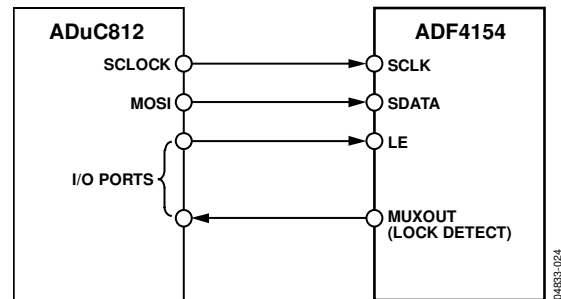 ADuC812
ADF4154
SCLOCK
SCLK
MOSI
SDATA
LE
I/O PORTS
MUXOUT
(LOCK DETECT)
04833-024